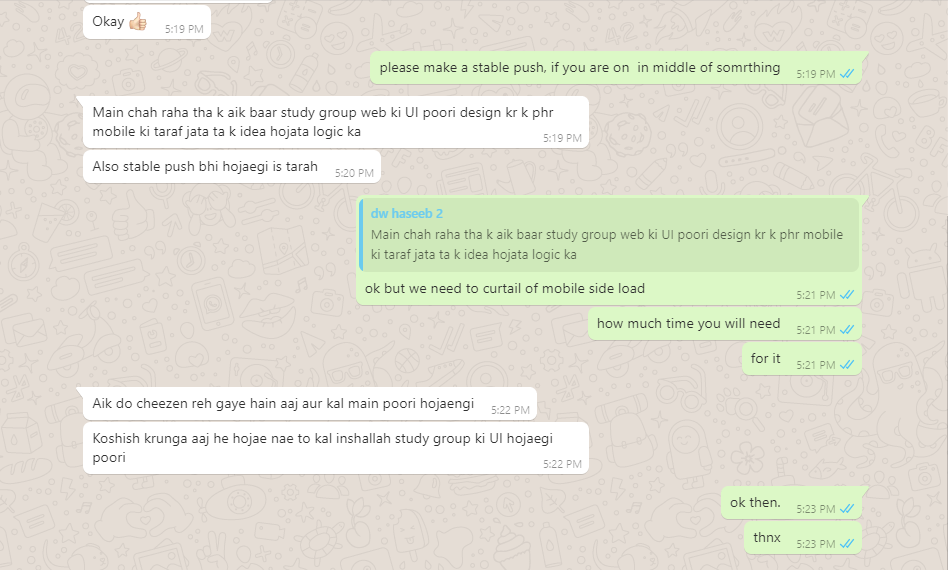 Okay 👍🏻
5:19 PM
please make a stable push, if you are on  in middle of somrthing
5:19 PM
Main chah raha tha k aik baar study group web ki UI poori design kr k phr
mobile ki taraf jata ta k idea hojata logic ka
5:19 PM
Also stable push bhi hojaegi is tarah
5:20 PM
dw haseeb 2
Main chah raha tha k aik baar study group web ki UI poori design kr k phr mobile
ki taraf jata ta k idea hojata logic ka
ok but we need to curtail of mobile side load
5:21 PM
how much time you will need
5:21 PM
for it
5:21 PM
Aik do cheezen reh gaye hain aaj aur kal main poori hojaengi
5:22 PM
Koshish krunga aaj he hojae nae to kal inshallah study group ki UI hojaegi
poori
5:22 PM
ok then.
5:23 PM
thnx
5:23 PM